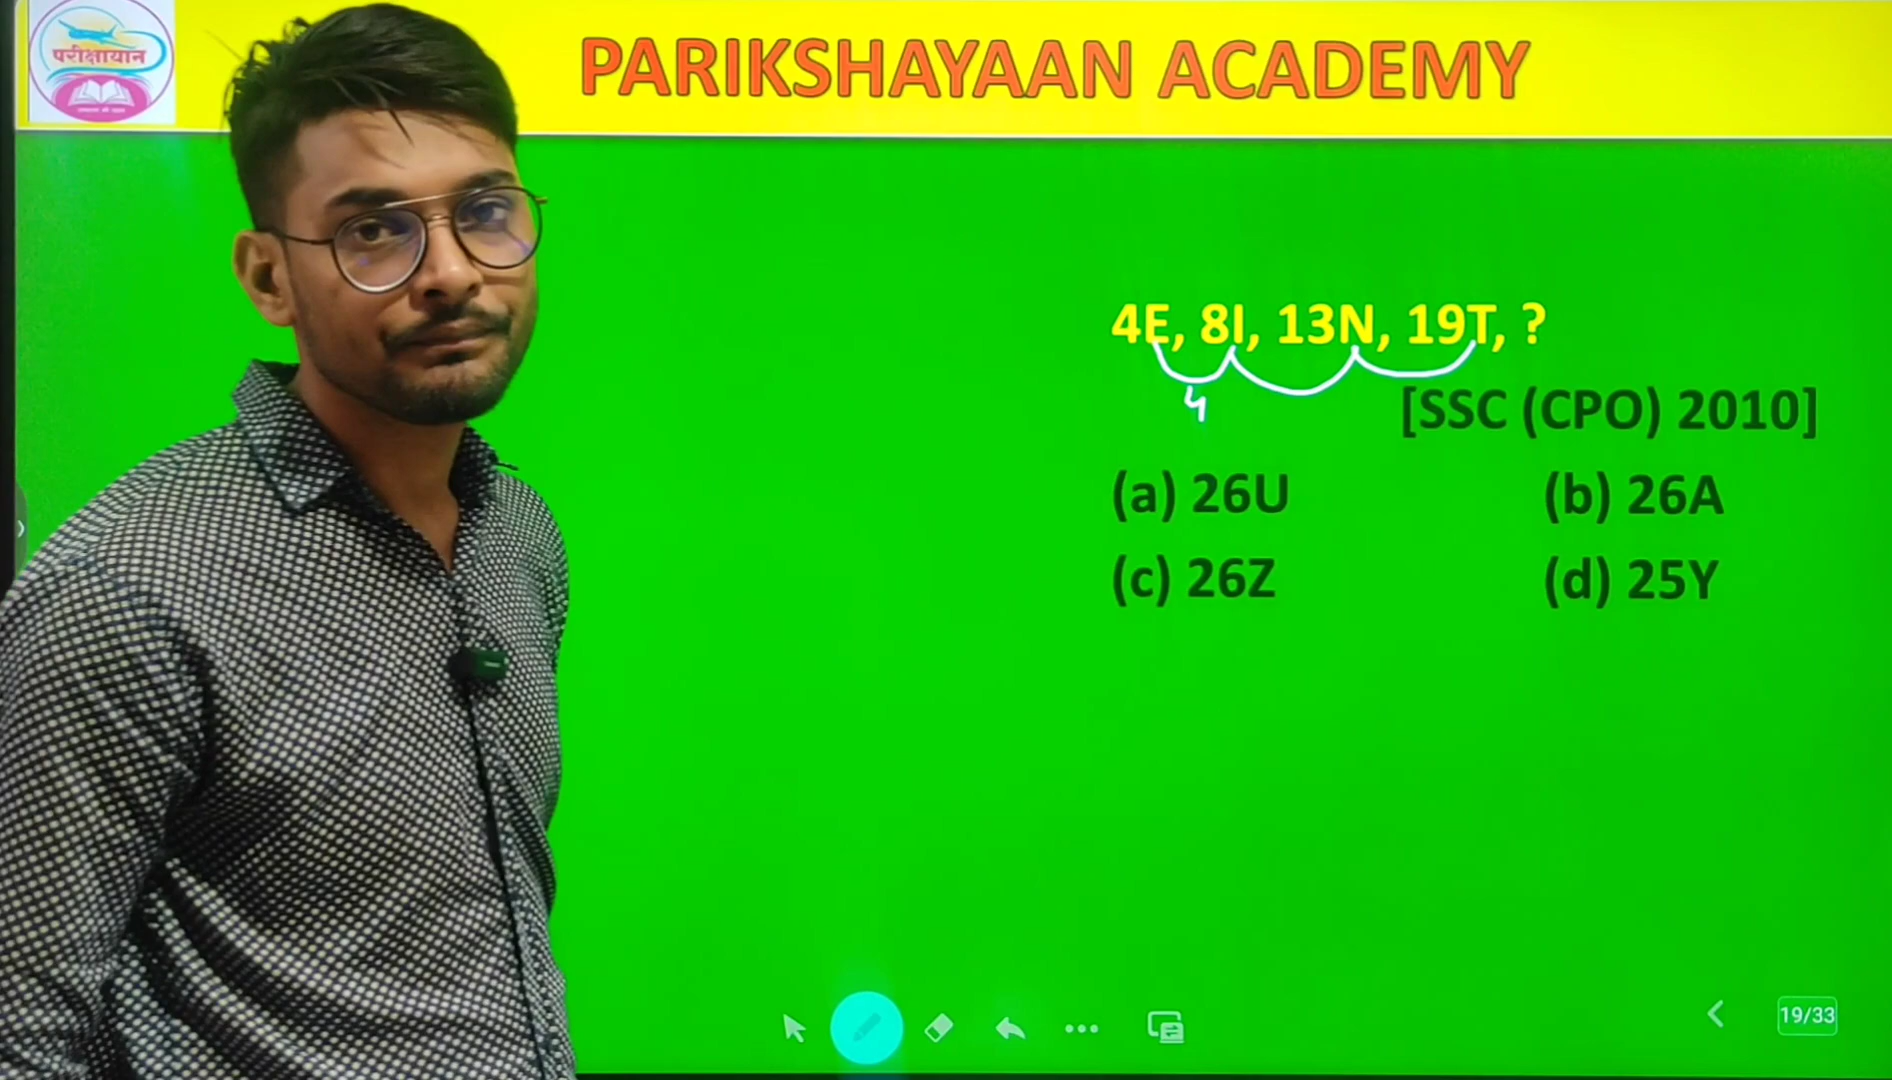 परीक्षायान
PARIKSHAYAAN ACADEMY
4E, 8I, 13N, 19T, ?
4
[SSC (CPO) 2010]
(a) 26U (b) 26A
(c) 26Z (d) 25Y
19/33